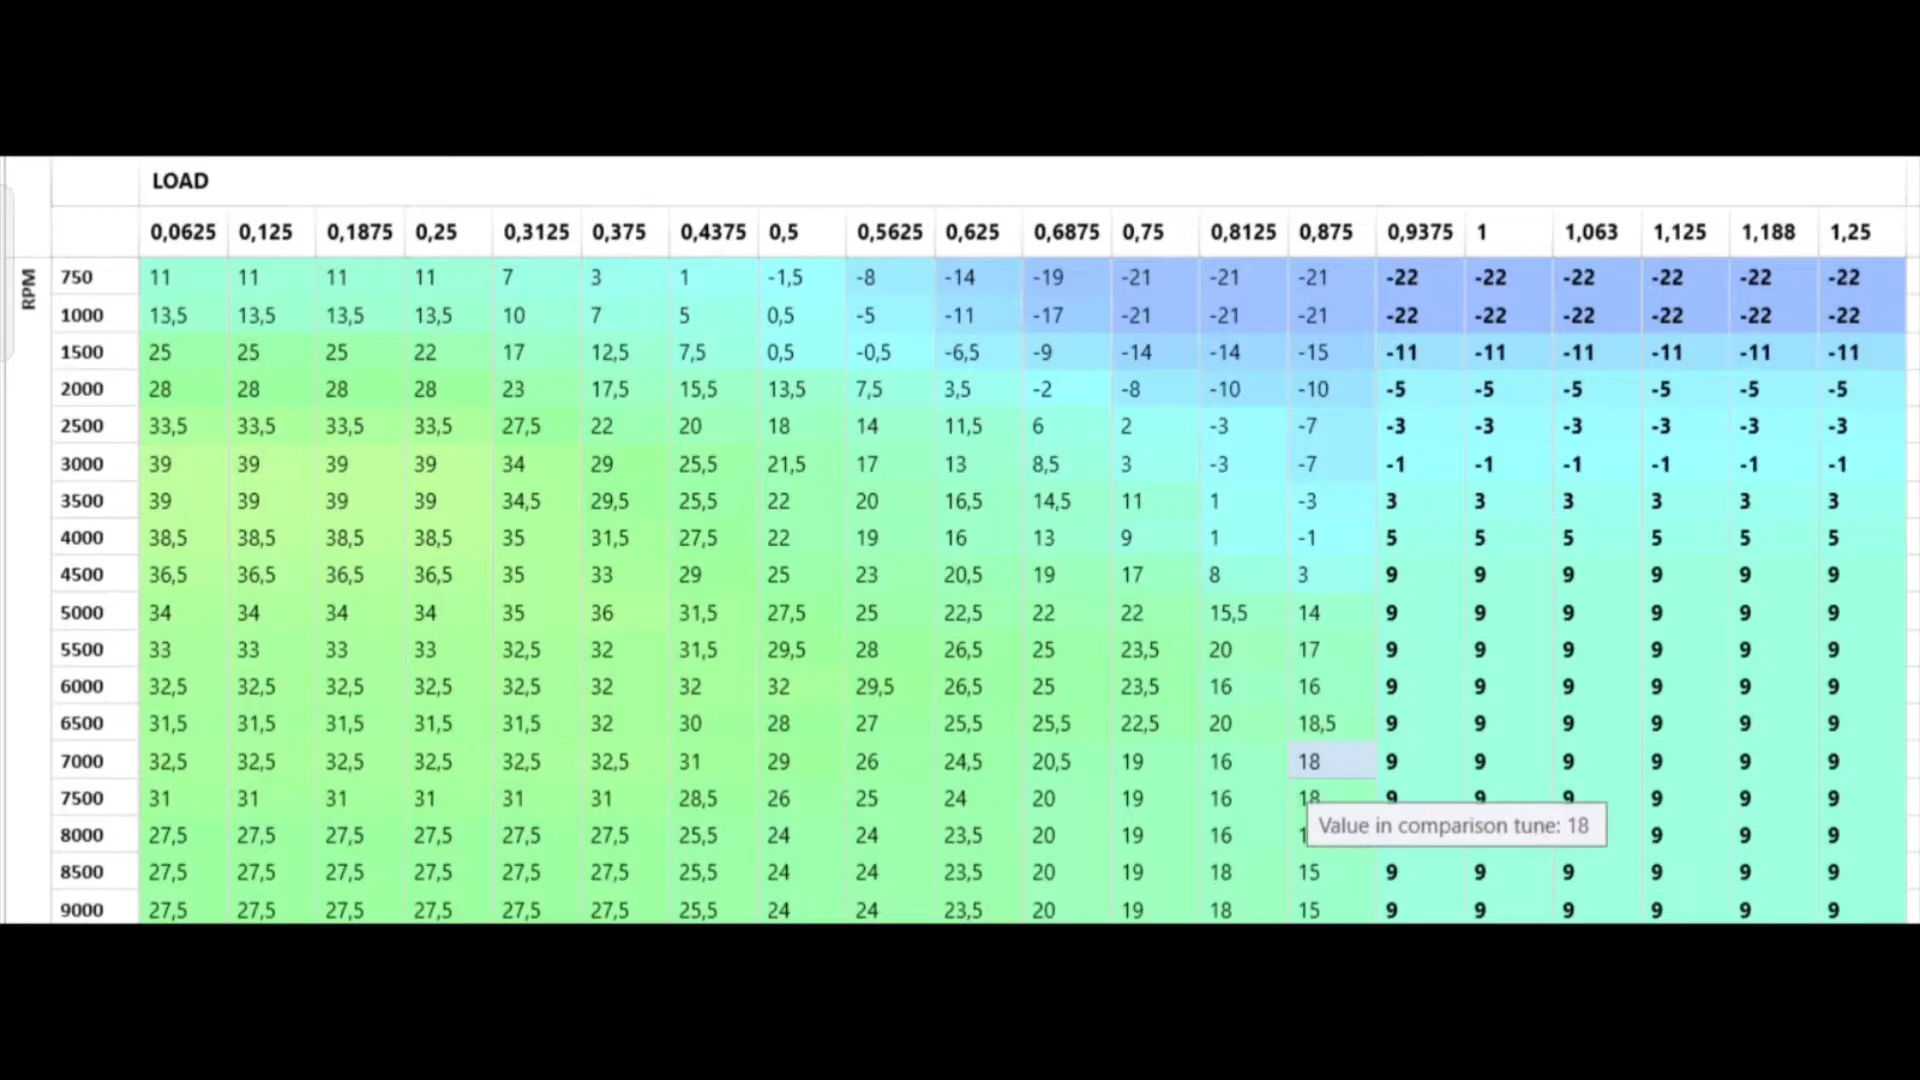 LOAD
0,0625 0,125 0,1875 0,25 0,3125 0,375 0,4375 0,5 0,5625 0,625 0,6875 0,75 0,8125 0,875 0,9375 1 1,063 1,125 1,188 1,25
RPM
750 11 11 11 11 7 3 1 -1,5 -8 -14 -19 -21 -21 -21 -22 -22 -22 -22 -22 -22
1000 13,5 13,5 13,5 13,5 10 7 5 0,5 -5 -11 -17 -21 -21 -21 -22 -22 -22 -22 -22 -22
1500 25 25 25 22 17 12,5 7,5 0,5 -0,5 -6,5 -9 -14 -14 -15 -11 -11 -11 -11 -11 -11
2000 28 28 28 28 23 17,5 15,5 13,5 7,5 3,5 -2 -8 -10 -10 -5 -5 -5 -5 -5 -5
2500 33,5 33,5 33,5 33,5 27,5 22 20 18 14 11,5 6 2 -3 -7 -3 -3 -3 -3 -3 -3
3000 39 39 39 39 34 29 25,5 21,5 17 13 8,5 3 -3 -7 -1 -1 -1 -1 -1 -1
3500 39 39 39 39 34,5 29,5 25,5 22 20 16,5 14,5 11 1 -3 3 3 3 3 3 3
4000 38,5 38,5 38,5 38,5 35 31,5 27,5 22 19 16 13 9 1 -1 5 5 5 5 5 5
4500 36,5 36,5 36,5 36,5 35 33 29 25 23 20,5 19 17 8 3 9 9 9 9 9 9
5000 34 34 34 34 35 36 31,5 27,5 25 22,5 22 22 15,5 14 9 9 9 9 9 9
5500 33 33 33 33 32,5 32 31,5 29,5 28 26,5 25 23,5 20 17 9 9 9 9 9 9
6000 32,5 32,5 32,5 32,5 32,5 32 32 32 29,5 26,5 25 23,5 16 16 9 9 9 9 9 9
6500 31,5 31,5 31,5 31,5 31,5 32 30 28 27 25,5 25,5 22,5 20 18,5 9 9 9 9 9 9
7000 32,5 32,5 32,5 32,5 32,5 32,5 31 29 26 24,5 20,5 19 16 18 9 9 9 9 9 9
7500 31 31 31 31 31 31 28,5 26 25 24 20 19 16 18 9 9 9 9 9 9
Value in comparison tune: 18
8000 27,5 27,5 27,5 27,5 27,5 27,5 25,5 24 24 23,5 20 19 16 9 9 9
8500 27,5 27,5 27,5 27,5 27,5 27,5 25,5 24 24 23,5 20 19 18 15 9 9 9 9 9 9
9000 27,5 27,5 27,5 27,5 27,5 27,5 25,5 24 24 23,5 20 19 18 15 9 9 9 9 9 9